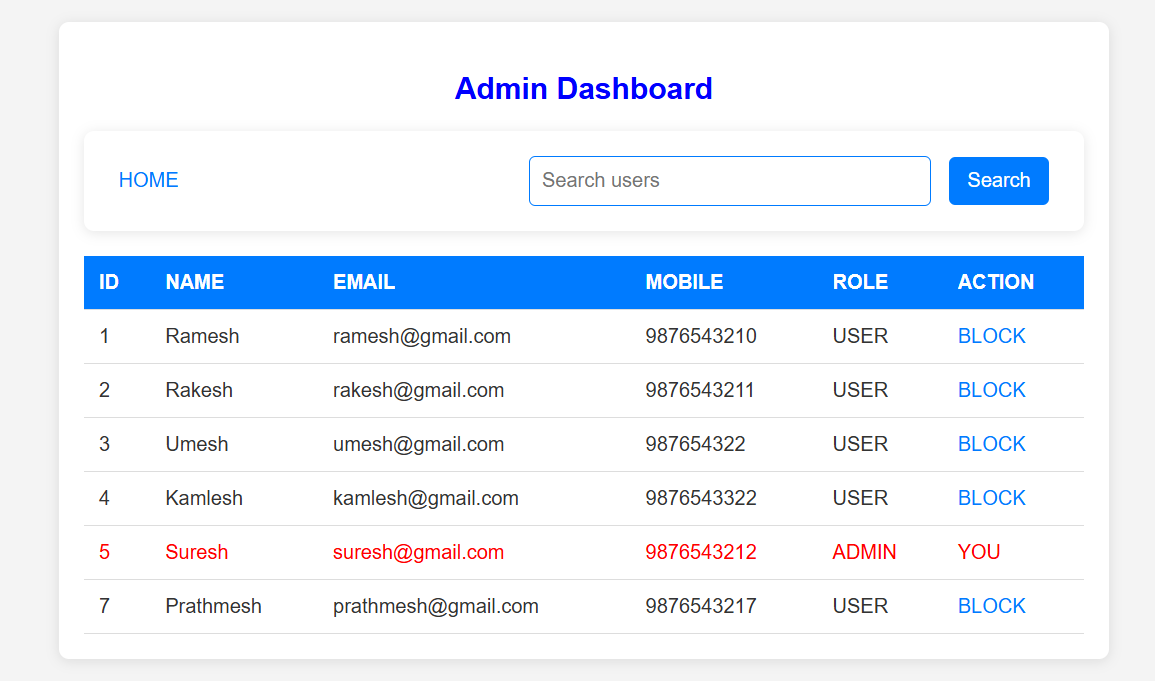 Admin Dashboard
HOME Search users Search
ID NAME EMAIL MOBILE ROLE ACTION
1 Ramesh ramesh@gmail.com 9876543210 USER BLOCK
2 Rakesh rakesh@gmail.com 9876543211 USER BLOCK
3 Umesh umesh@gmail.com 987654322 USER BLOCK
4 Kamlesh kamlesh@gmail.com 9876543322 USER BLOCK
5 Suresh suresh@gmail.com 9876543212 ADMIN YOU
7 Prathmesh prathmesh@gmail.com 9876543217 USER BLOCK